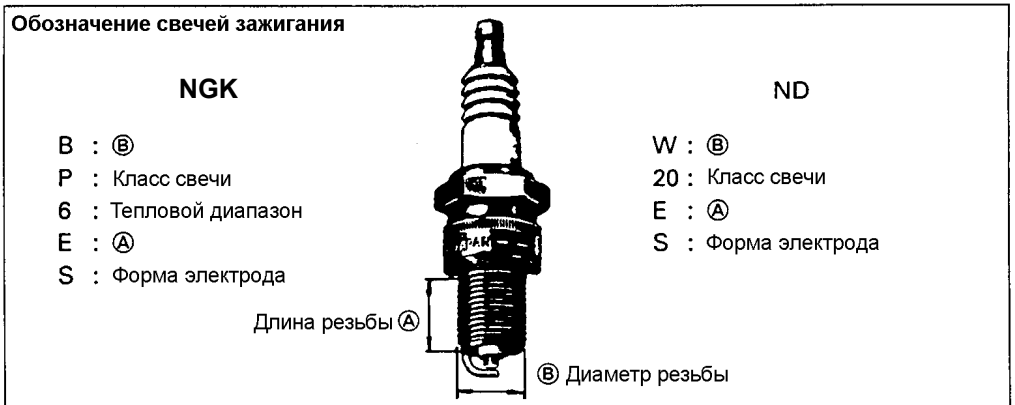 Обозначение свечей зажигания
NGK
B : Ⓑ
P : Класс свечи
6 : Тепловой диапазон
E : Ⓐ
S : Форма электрода
ND
W : Ⓑ
20 : Класс свечи
E : Ⓐ
S : Форма электрода
Длина резьбы Ⓐ
Ⓑ Диаметр резьбы